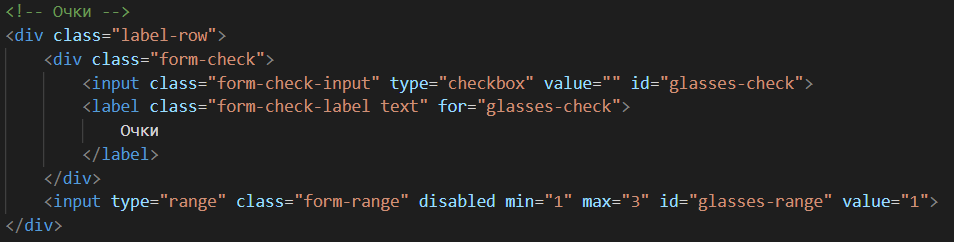 <!-- Очки -->
<div class="label-row">
<div class="form-check">
<input class="form-check-input" type="checkbox" value="" id="glasses-check">
<label class="form-check-label text" for="glasses-check">
Очки
</label>
</div>
<input type="range" class="form-range" disabled min="1" max="3" id="glasses-range" value="1">
</div>